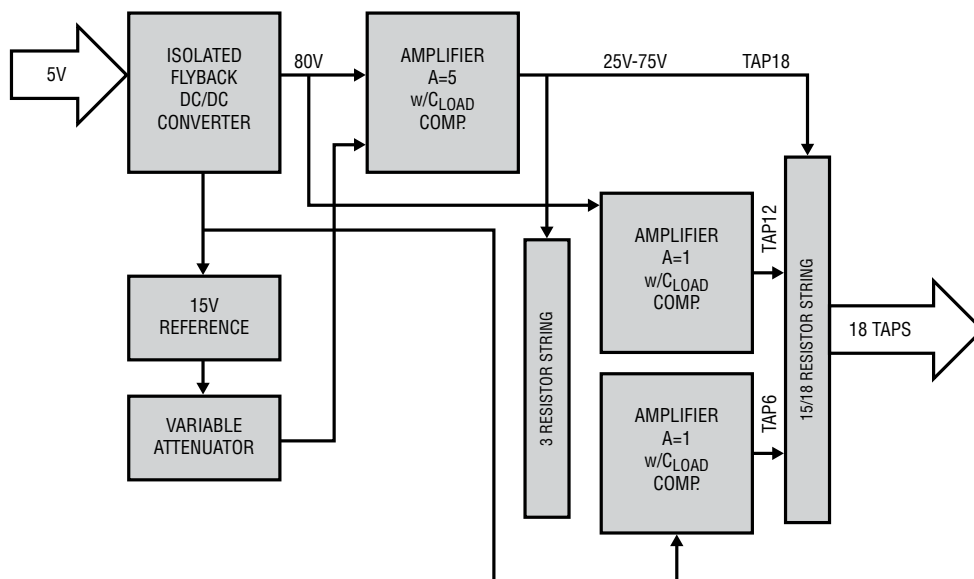 5V
ISOLATED
FLYBACK
DC/DC
CONVERTER
80V
AMPLIFIER
A=5
w/CLOAD
COMP.
25V-75V
TAP18
15V
REFERENCE
VARIABLE
ATTENUATOR
3 RESISTOR STRING
AMPLIFIER
A=1
w/CLOAD
COMP.
TAP12
AMPLIFIER
A=1
w/CLOAD
COMP.
TAP6
15/18 RESISTOR STRING
18 TAPS